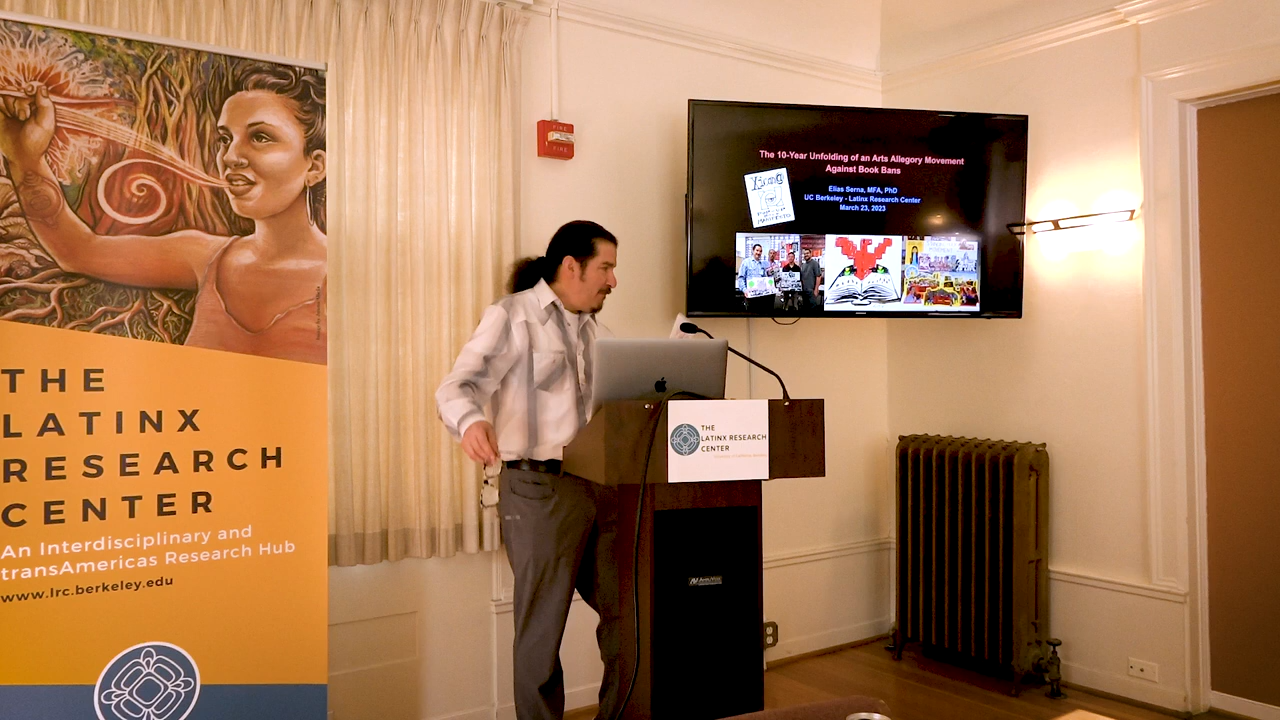 THE
LATINX
RESEARCH
CENTER
An Interdisciplinary and
transAmericas Research Hub
www.lrc.berkeley.edu
FIRE
FIRE
The 10-Year Unfolding of an Arts Allegory Movement
Against Book Bans
Elias Serna, MFA, PhD
UC Berkeley - Latinx Research Center
March 23, 2023
THE
LATINX RESEARCH
CENTER